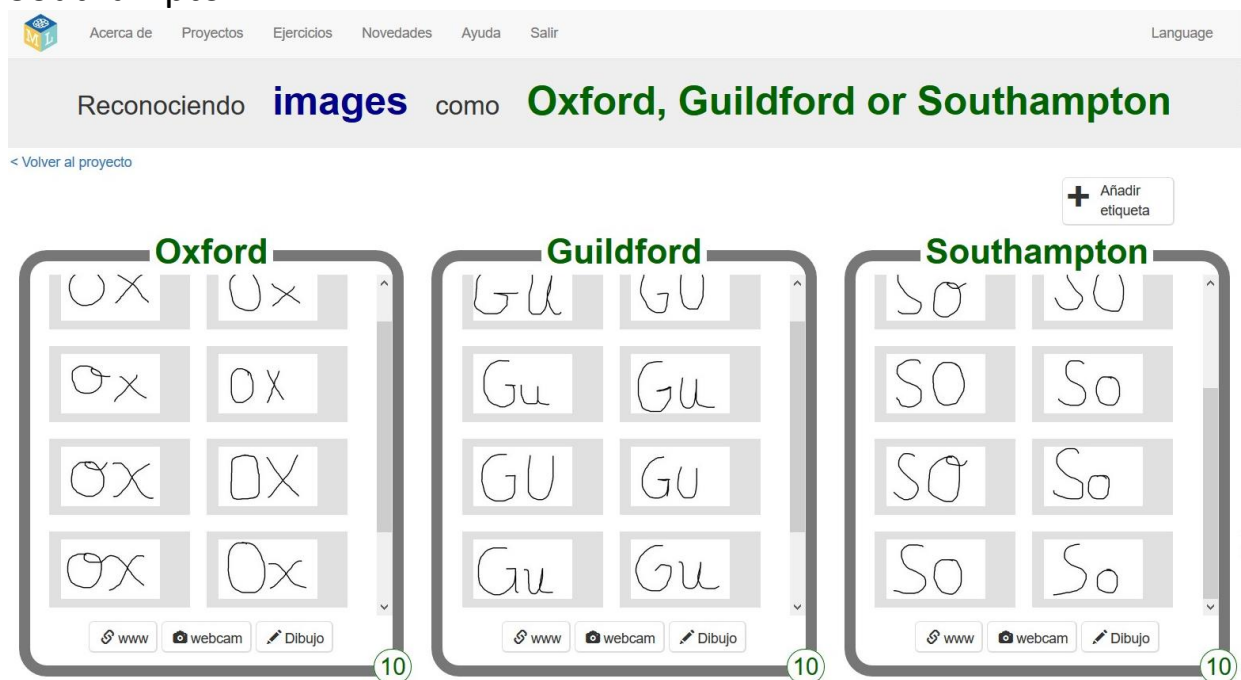 ML Acerca de Proyectos Ejercicios Novedades Ayuda Salir Language
Reconociendo images como Oxford, Guildford or Southampton
< Volver al proyecto
+ Añadir
etiqueta
Oxford Guildford Southampton
OX Ox GU GU So SO
Ox OX Gu Gu SO So
OX OX GU GU SO So
OX Ox Gu Gu SO So
www webcam Dibujo www webcam Dibujo www webcam Dibujo
10 10 10